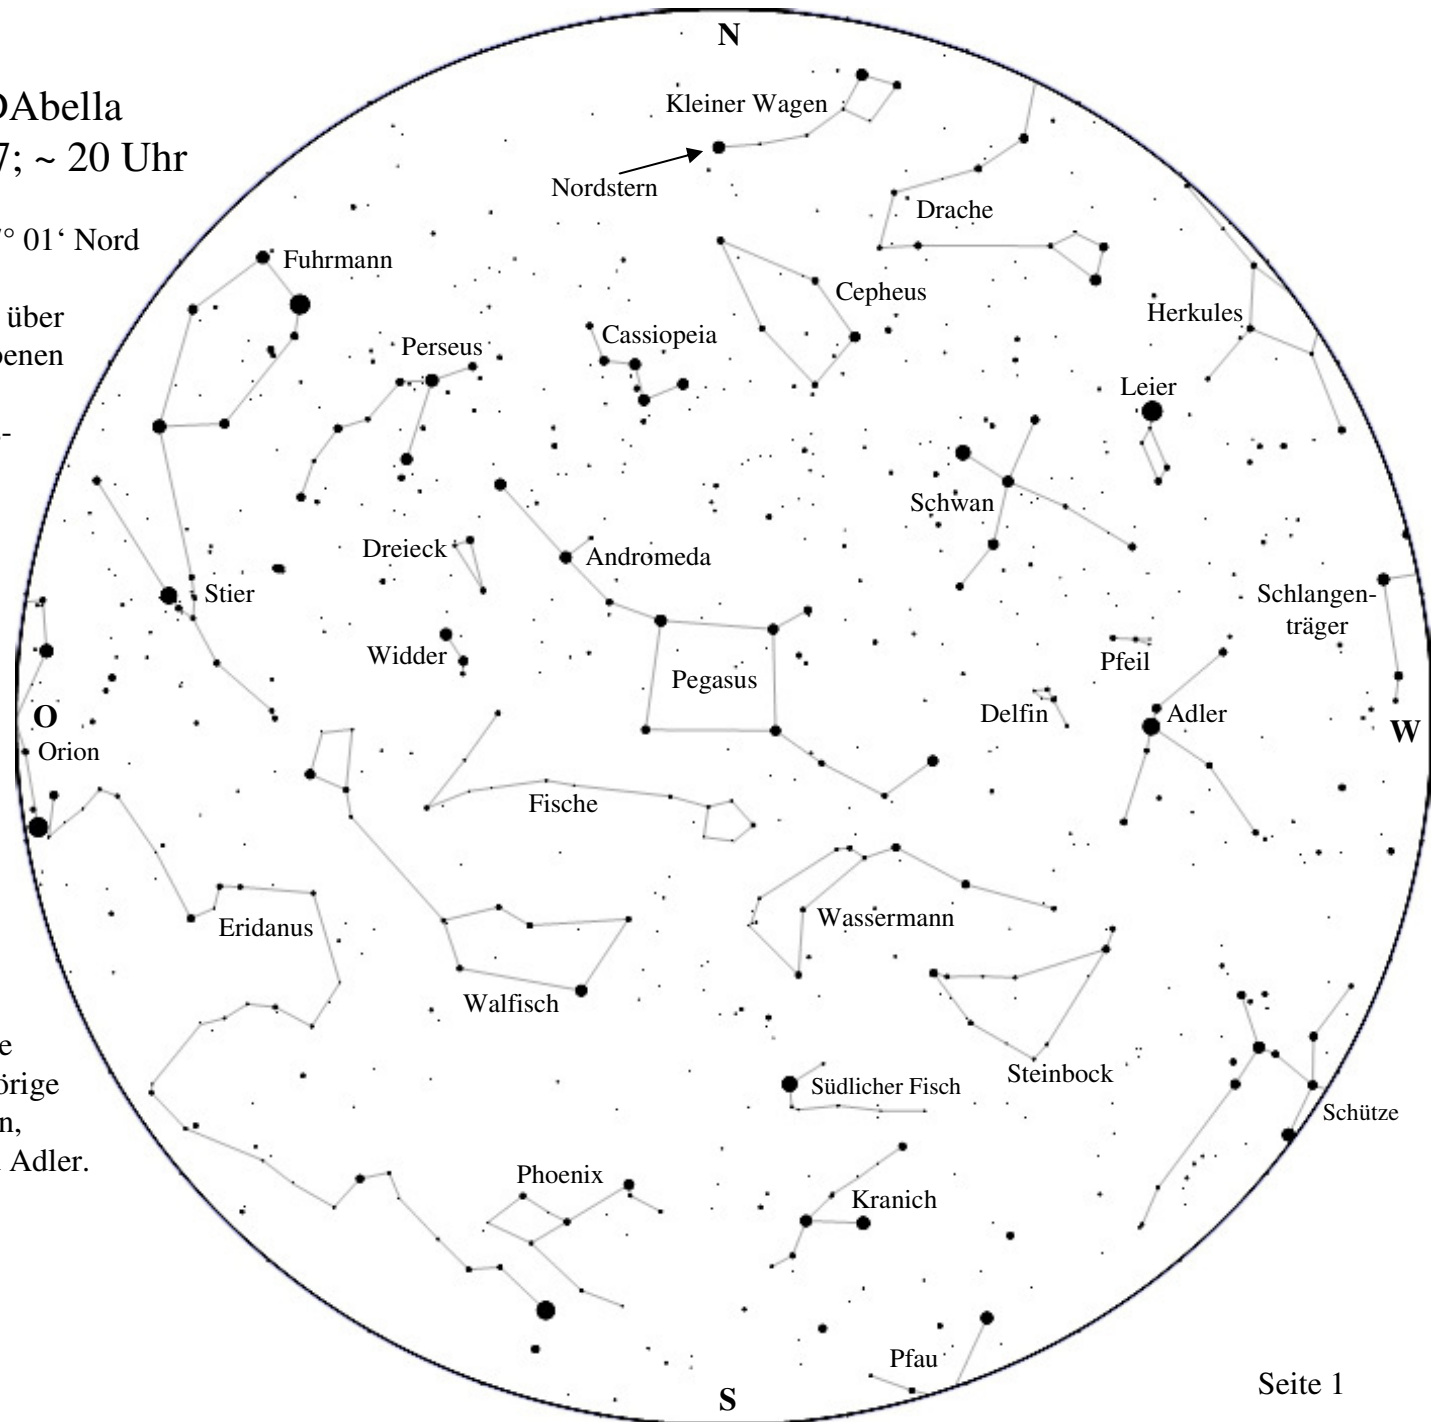 N
DAbella
7; ~ 20 Uhr
° 01‘ Nord
über
benen
-
Kleiner Wagen
Nordstern
Drache
Fuhrmann
Cepheus
Herkules
Cassiopeia
Perseus
Leier
Schwan
Dreieck
Andromeda
Stier
Schlangen-
träger
Widder
Pfeil
Pegasus
Delfin
Adler
O
W
Orion
Fische
Wassermann
Eridanus
Walfisch
e
örige
n,
Adler.
Steinbock
Südlicher Fisch
Schütze
Phoenix
Kranich
Pfau
Seite 1
S